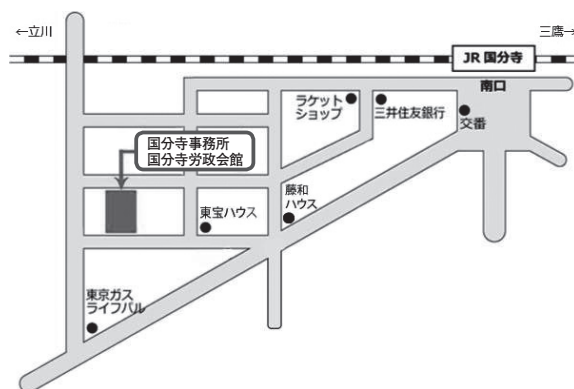 ←立川
三鷹→
JR 国分寺
南口
ラケット
ショップ
三井住友銀行
交番
国分寺事務所
国分寺労政会館
藤和
ハウス
東宝ハウス
東京ガス
ライフバル